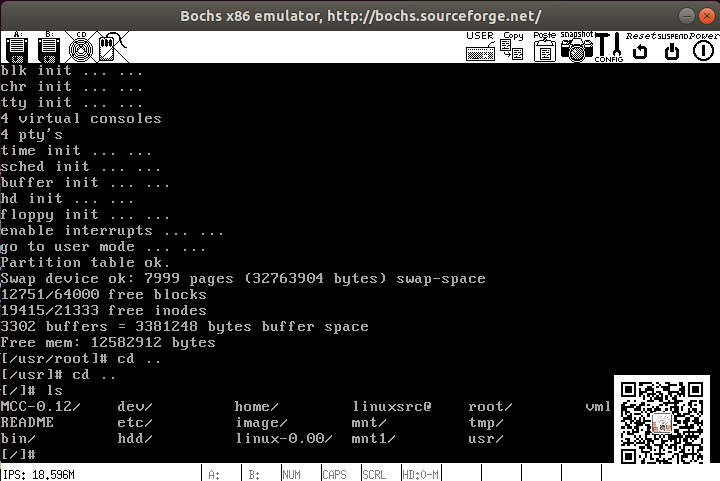 Bochs x86 emulator, http://bochs.sourceforge.net/
A: B: CD USER Copy Paste snapshot CONFIG Reset SUSPEND Power
blk init ... ...
chr init ... ...
tty init ... ...
4 virtual consoles
4 pty's
time init ... ...
sched init ... ...
buffer init ... ...
hd init ... ...
floppy init ... ...
enable interrupts ... ...
go to user mode ... ...
Partition table ok.
Swap device ok: 7999 pages (32763904 bytes) swap-space
12751/64000 free blocks
19415/21333 free inodes
3302 buffers = 3381248 bytes buffer space
Free mem: 12582912 bytes
[/usr/root]# cd ..
[/usr]# cd ..
[/]# ls
MCC-0.12/ dev/ home/ linuxsrc@ root/ vml
README etc/ image/ mnt/ tmp/
bin/ hdd/ linux-0.00/ mnt1/ usr/
[/]#
IPS: 18.596M A: B: NUM CAPS SCRL HD:0-M